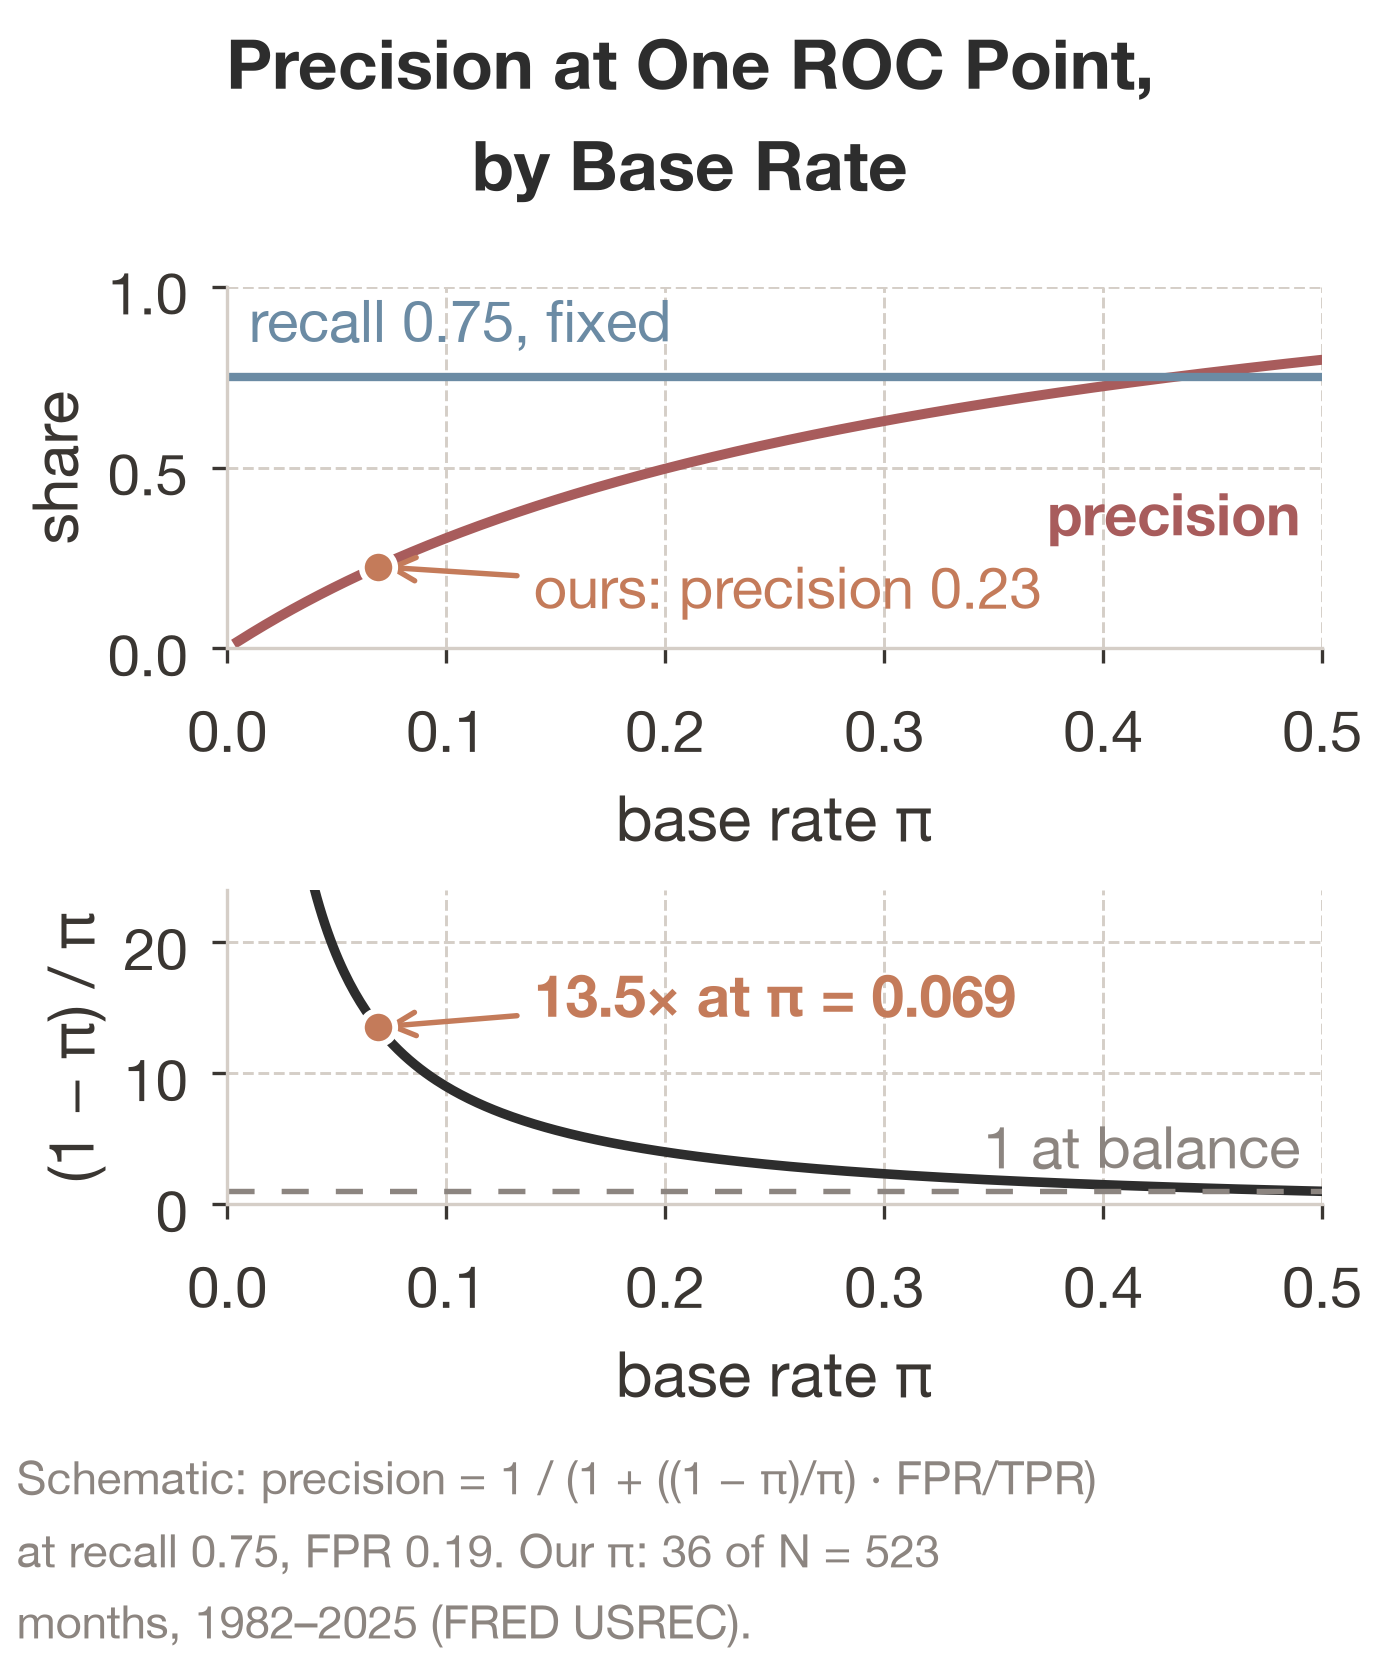 Precision at One ROC Point,
by Base Rate
1.0
recall 0.75, fixed
share
0.5
precision
ours: precision 0.23
0.0
0.0 0.1 0.2 0.3 0.4 0.5
base rate π
(1 − π) / π
20
13.5× at π = 0.069
10
1 at balance
0
0.0 0.1 0.2 0.3 0.4 0.5
base rate π
Schematic: precision = 1 / (1 + ((1 − π)/π) · FPR/TPR)
at recall 0.75, FPR 0.19. Our π: 36 of N = 523
months, 1982–2025 (FRED USREC).